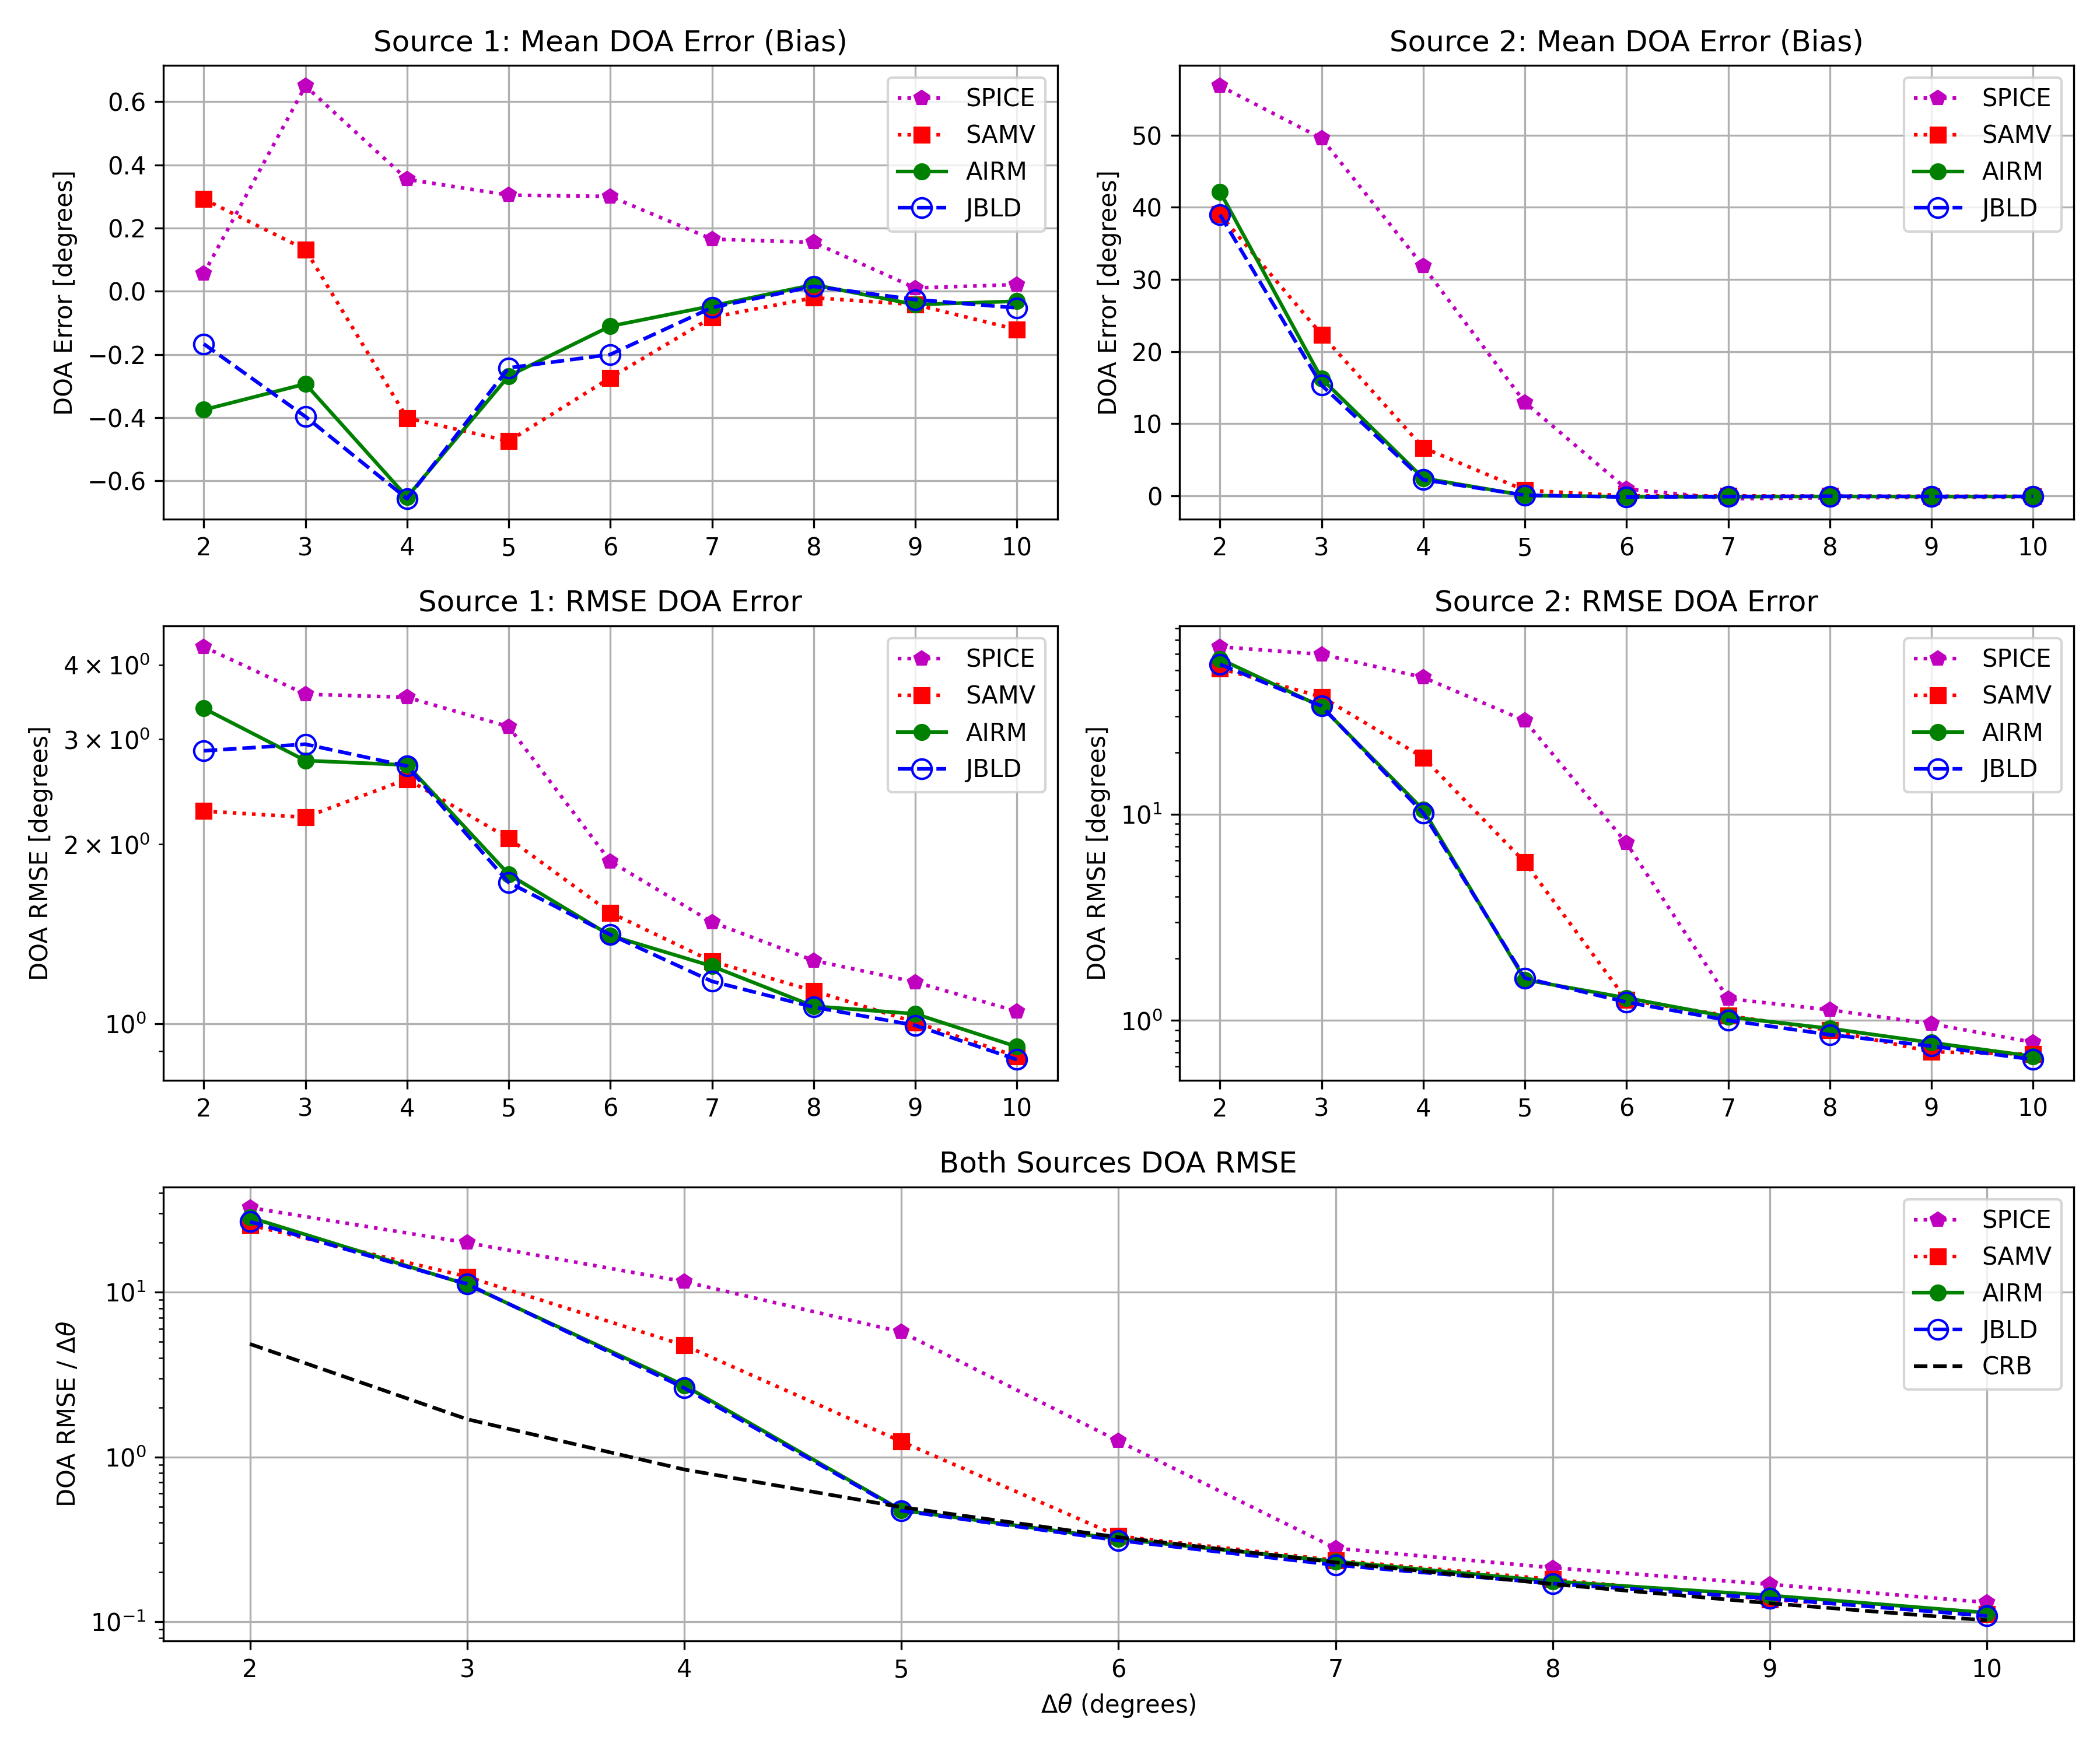 Source 1: Mean DOA Error (Bias)
DOA Error [degrees]
0.6
0.4
0.2
0.0
−0.2
−0.4
−0.6
2 3 4 5 6 7 8 9 10
SPICE
SAMV
AIRM
JBLD
Source 2: Mean DOA Error (Bias)
DOA Error [degrees]
50
40
30
20
10
0
2 3 4 5 6 7 8 9 10
SPICE
SAMV
AIRM
JBLD
Source 1: RMSE DOA Error
DOA RMSE [degrees]
4 × 10⁰
3 × 10⁰
2 × 10⁰
10⁰
2 3 4 5 6 7 8 9 10
SPICE
SAMV
AIRM
JBLD
Source 2: RMSE DOA Error
DOA RMSE [degrees]
10¹
10⁰
2 3 4 5 6 7 8 9 10
SPICE
SAMV
AIRM
JBLD
Both Sources DOA RMSE
DOA RMSE / Δθ
10¹
10⁰
10⁻¹
2 3 4 5 6 7 8 9 10
Δθ (degrees)
SPICE
SAMV
AIRM
JBLD
CRB